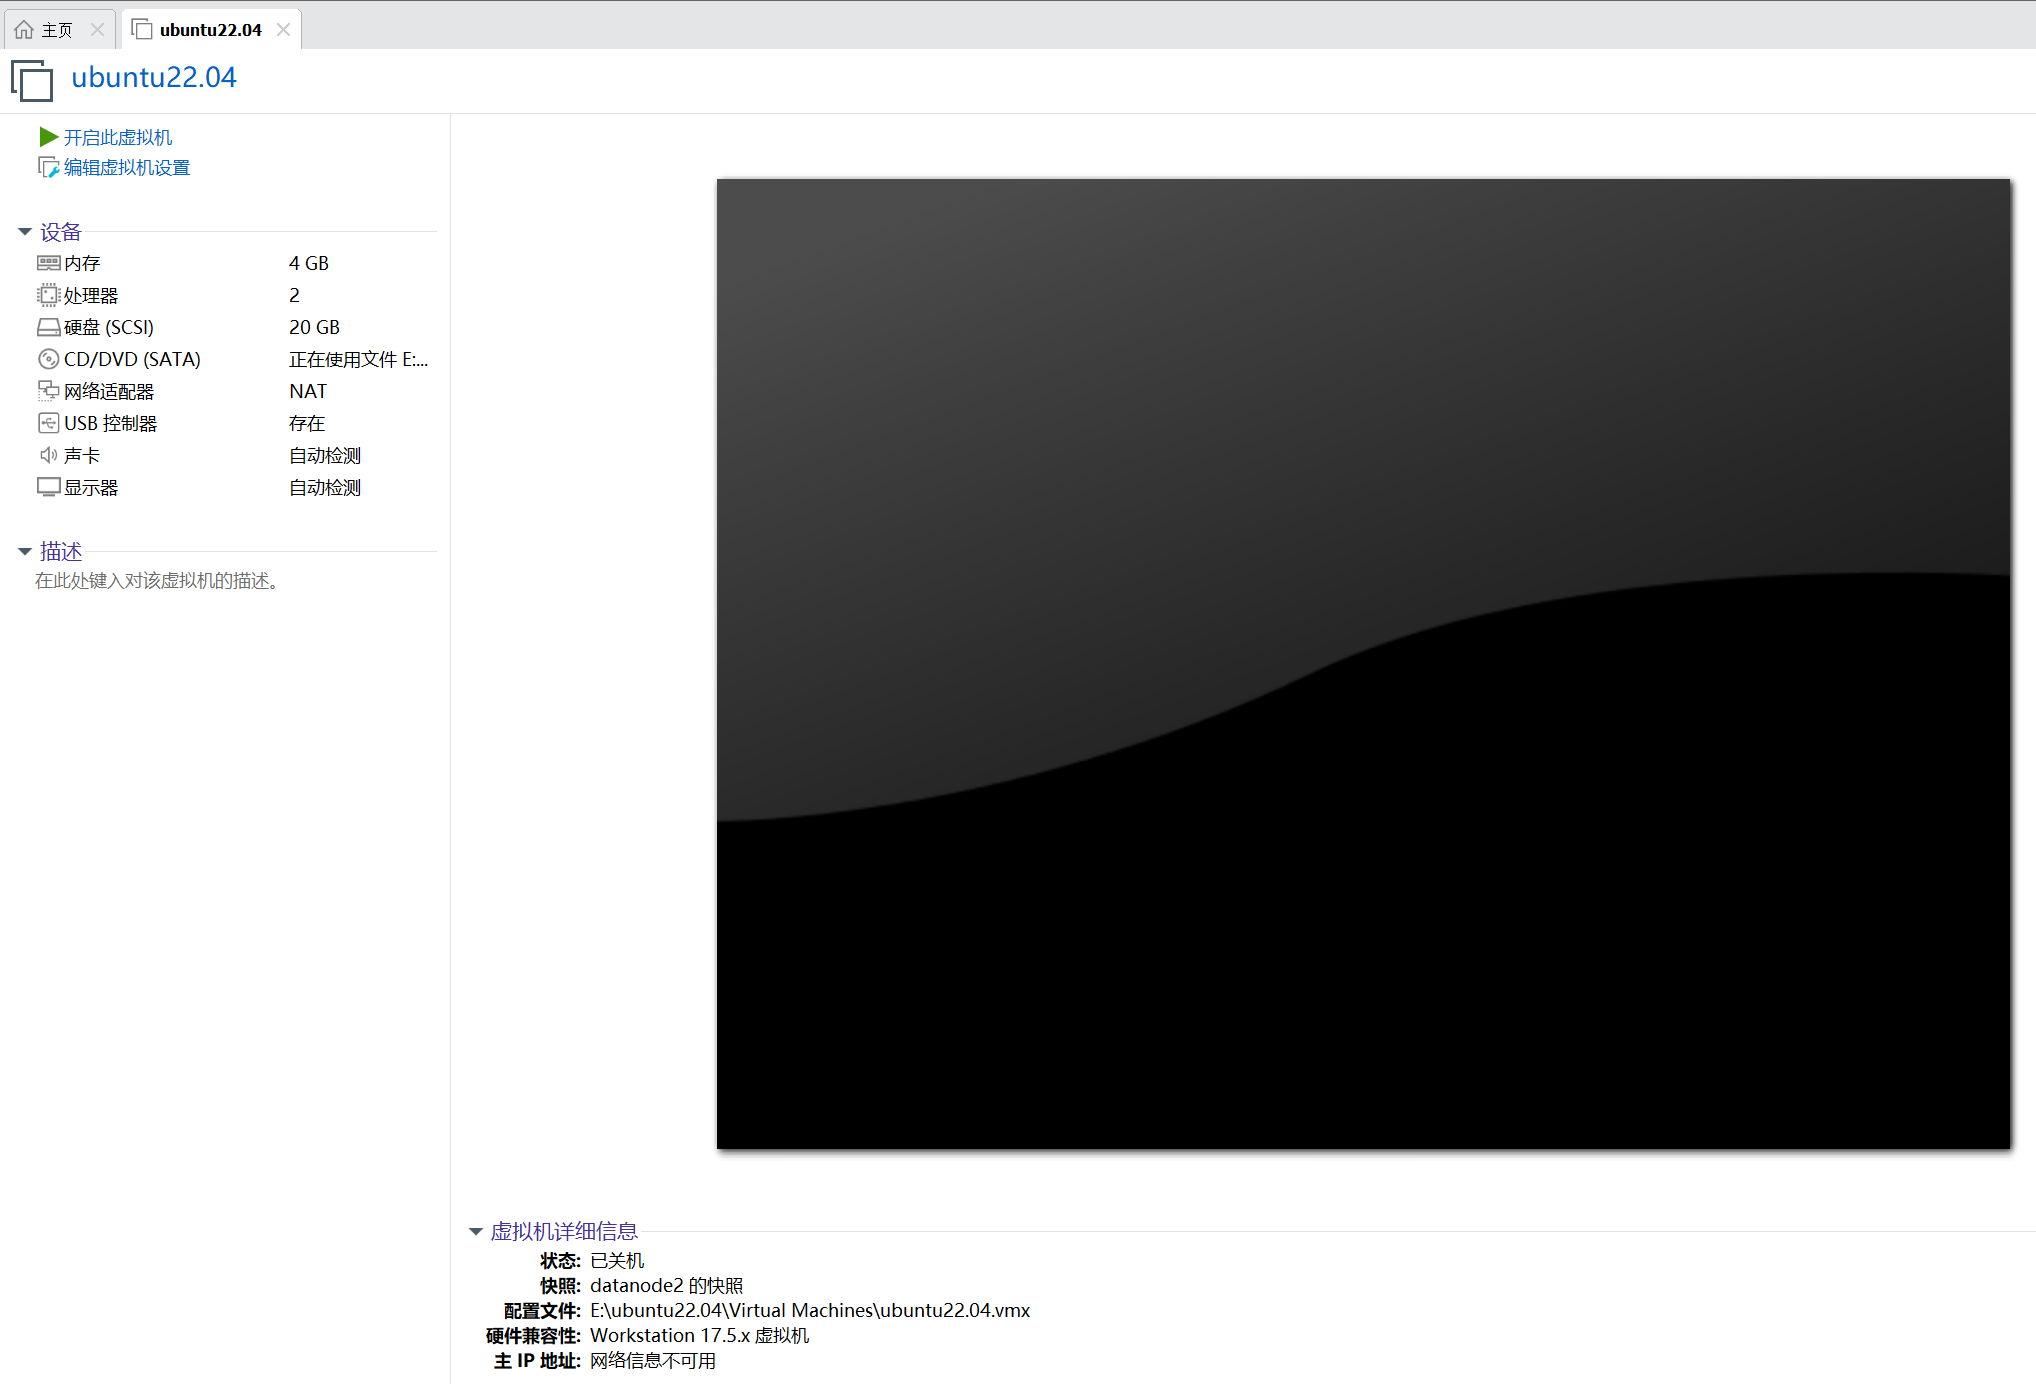 主页
ubuntu22.04
ubuntu22.04
开启此虚拟机
编辑虚拟机设置
设备
内存 4 GB
处理器 2
硬盘 (SCSI) 20 GB
CD/DVD (SATA) 正在使用文件 E:...
网络适配器 NAT
USB 控制器 存在
声卡 自动检测
显示器 自动检测
描述
在此处键入对该虚拟机的描述。
虚拟机详细信息
状态: 已关机
快照: datanode2 的快照
配置文件: E:\ubuntu22.04\Virtual Machines\ubuntu22.04.vmx
硬件兼容性: Workstation 17.5.x 虚拟机
主 IP 地址: 网络信息不可用